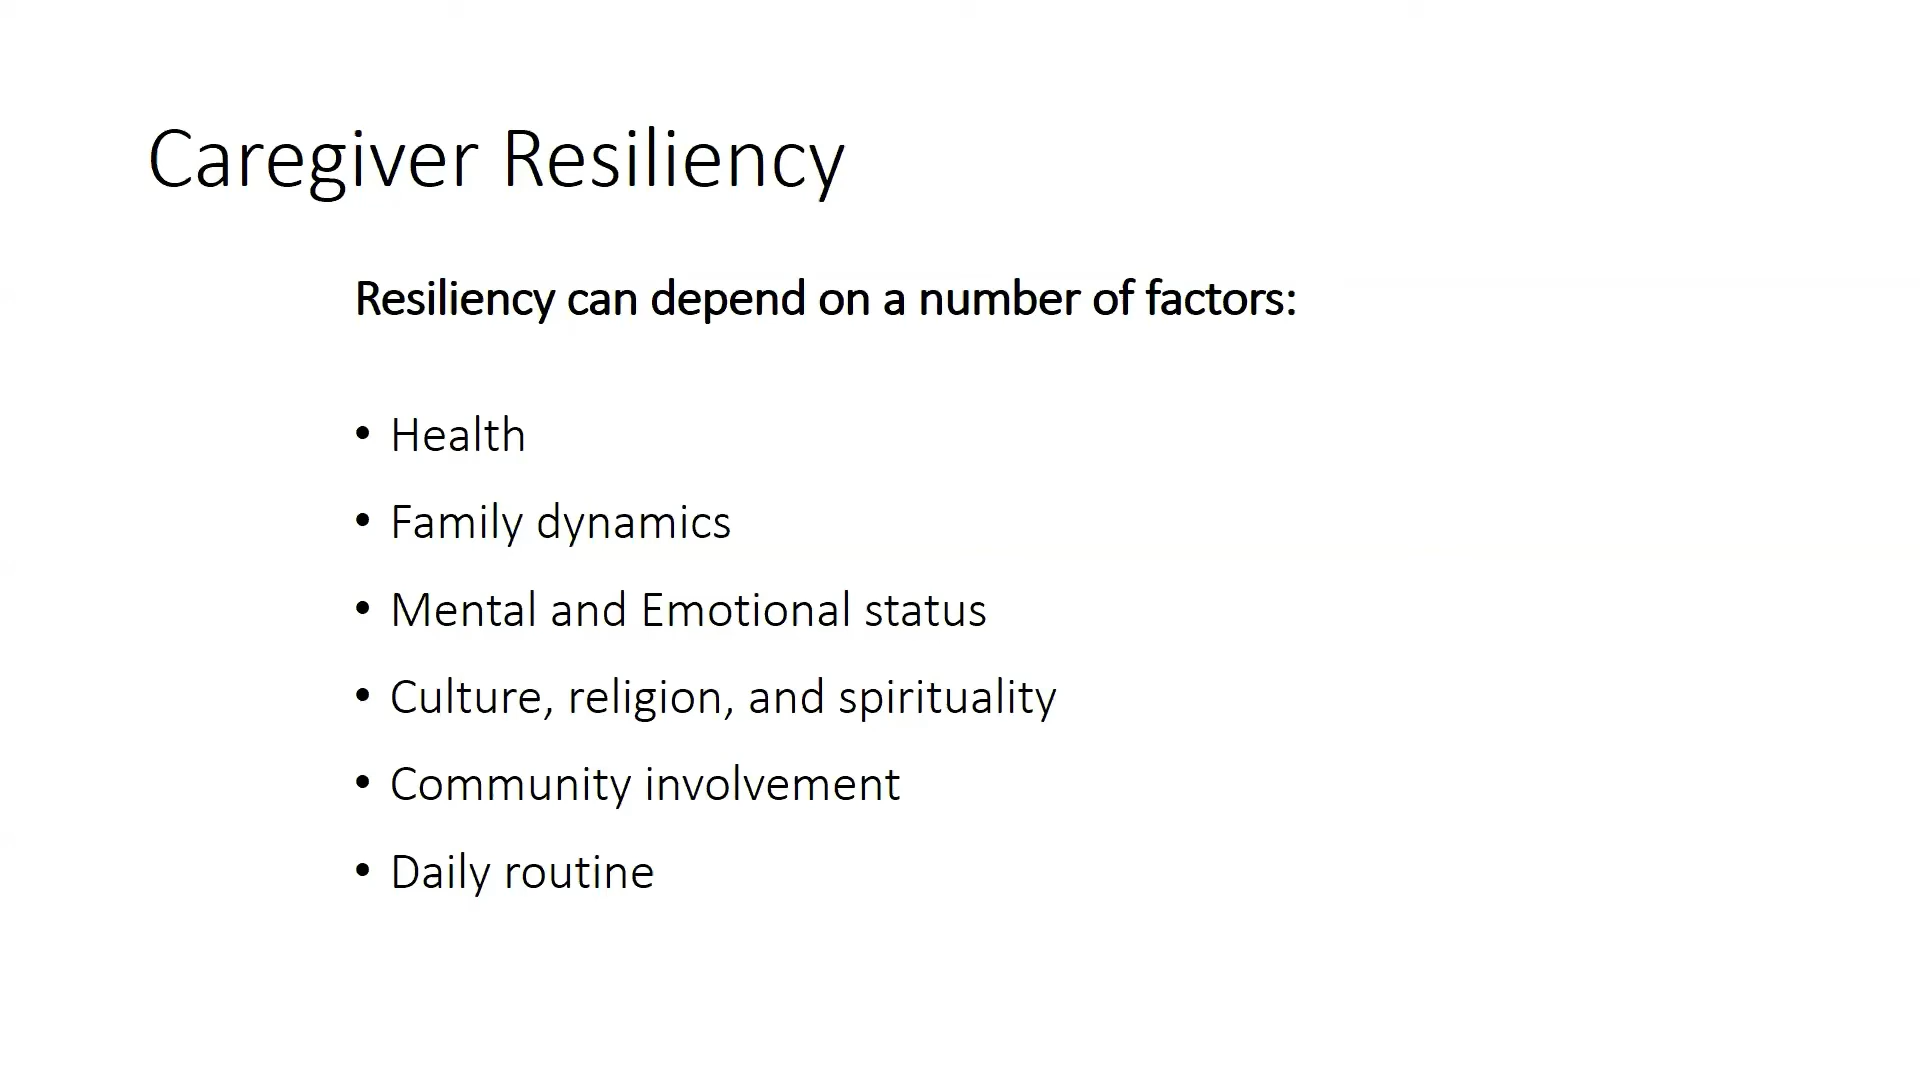 Caregiver Resiliency
Resiliency can depend on a number of factors:
• Health
• Family dynamics
• Mental and Emotional status
• Culture, religion, and spirituality
• Community involvement
• Daily routine